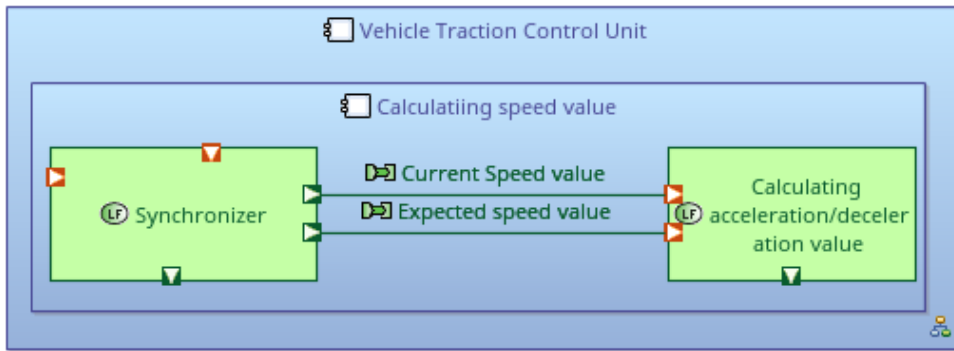 Vehicle Traction Control Unit
Calculatiing speed value
Current Speed value
LF Synchronizer
Expected speed value
LF
Calculating
acceleration/deceler
ation value